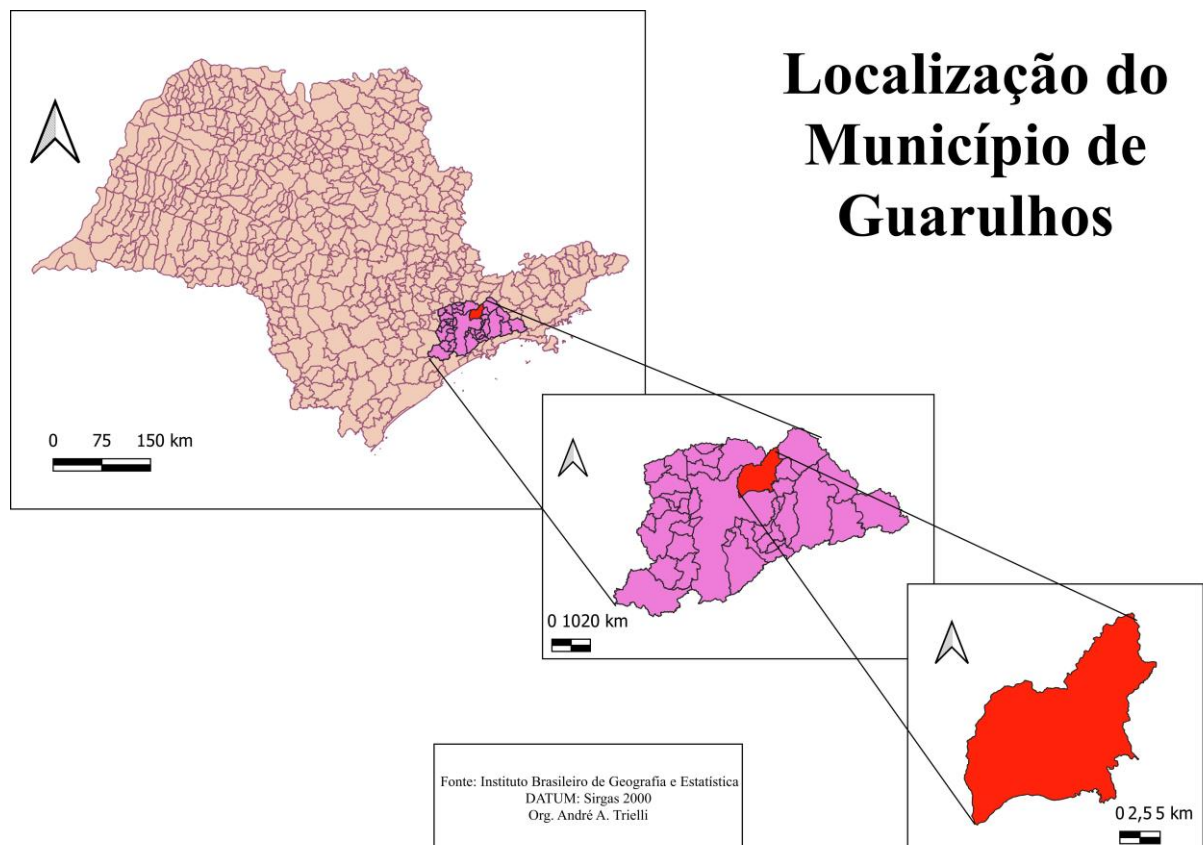 Localização do
Município de
Guarulhos
0 75 150 km
0 1020 km
0 2,5 5 km
Fonte: Instituto Brasileiro de Geografia e Estatística
DATUM: Sirgas 2000
Org. André A. Trielli